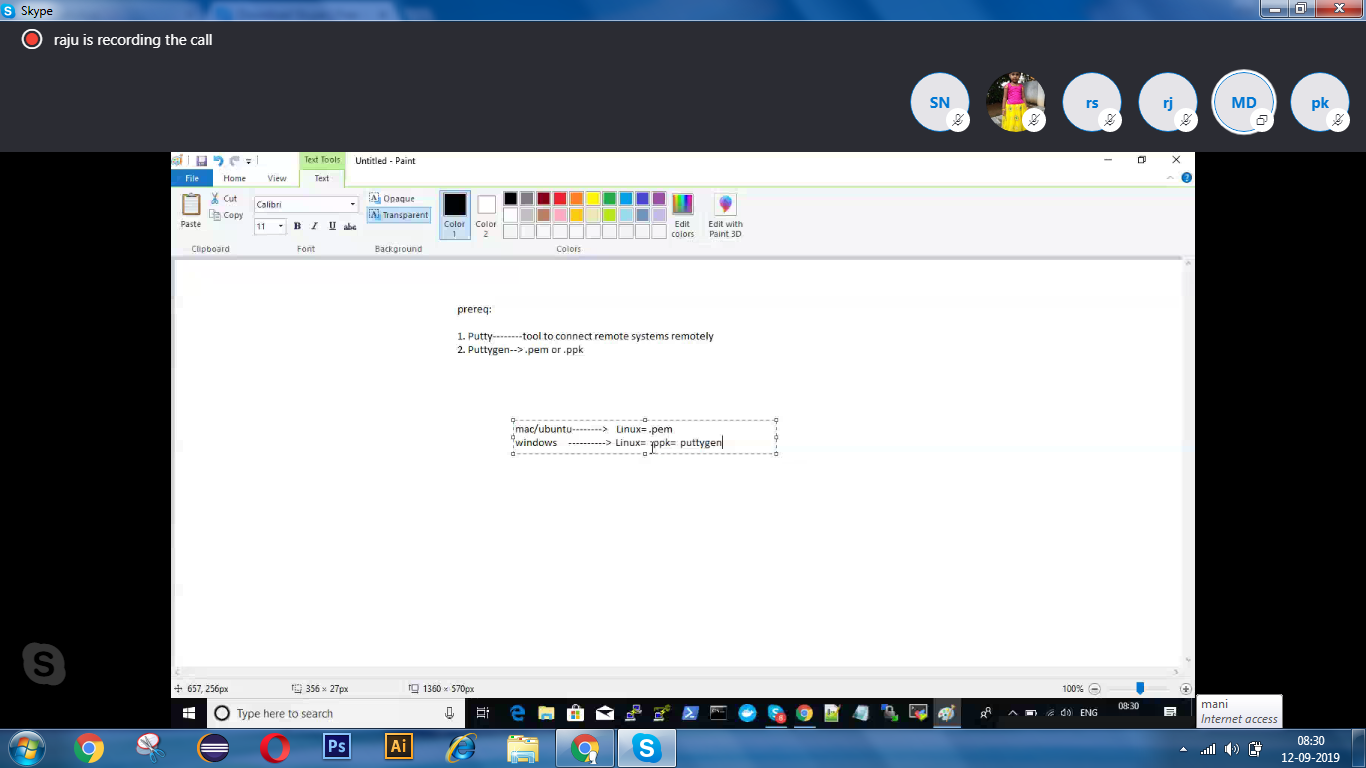 Skype
raju is recording the call
SN
rs
rj
MD
pk
Text Tools
Untitled - Paint
File
Home
View
Text
Paste
Cut
Copy
Clipboard
Calibri
11
B I U abc
Font
Opaque
Transparent
Background
Color 1
Color 2
Edit colors
Edit with Paint 3D
Colors
prereq:
1. Putty--------tool to connect remote systems remotely
2. Puttygen--> .pem or .ppk
mac/ubuntu--------> Linux= .pem
windows ----------> Linux= .ppk= puttygen
657, 256px
356 × 27px
1360 × 570px
100%
Type here to search
ENG
08:30
mani
Internet access
Ps
Ai
08:30
12-09-2019